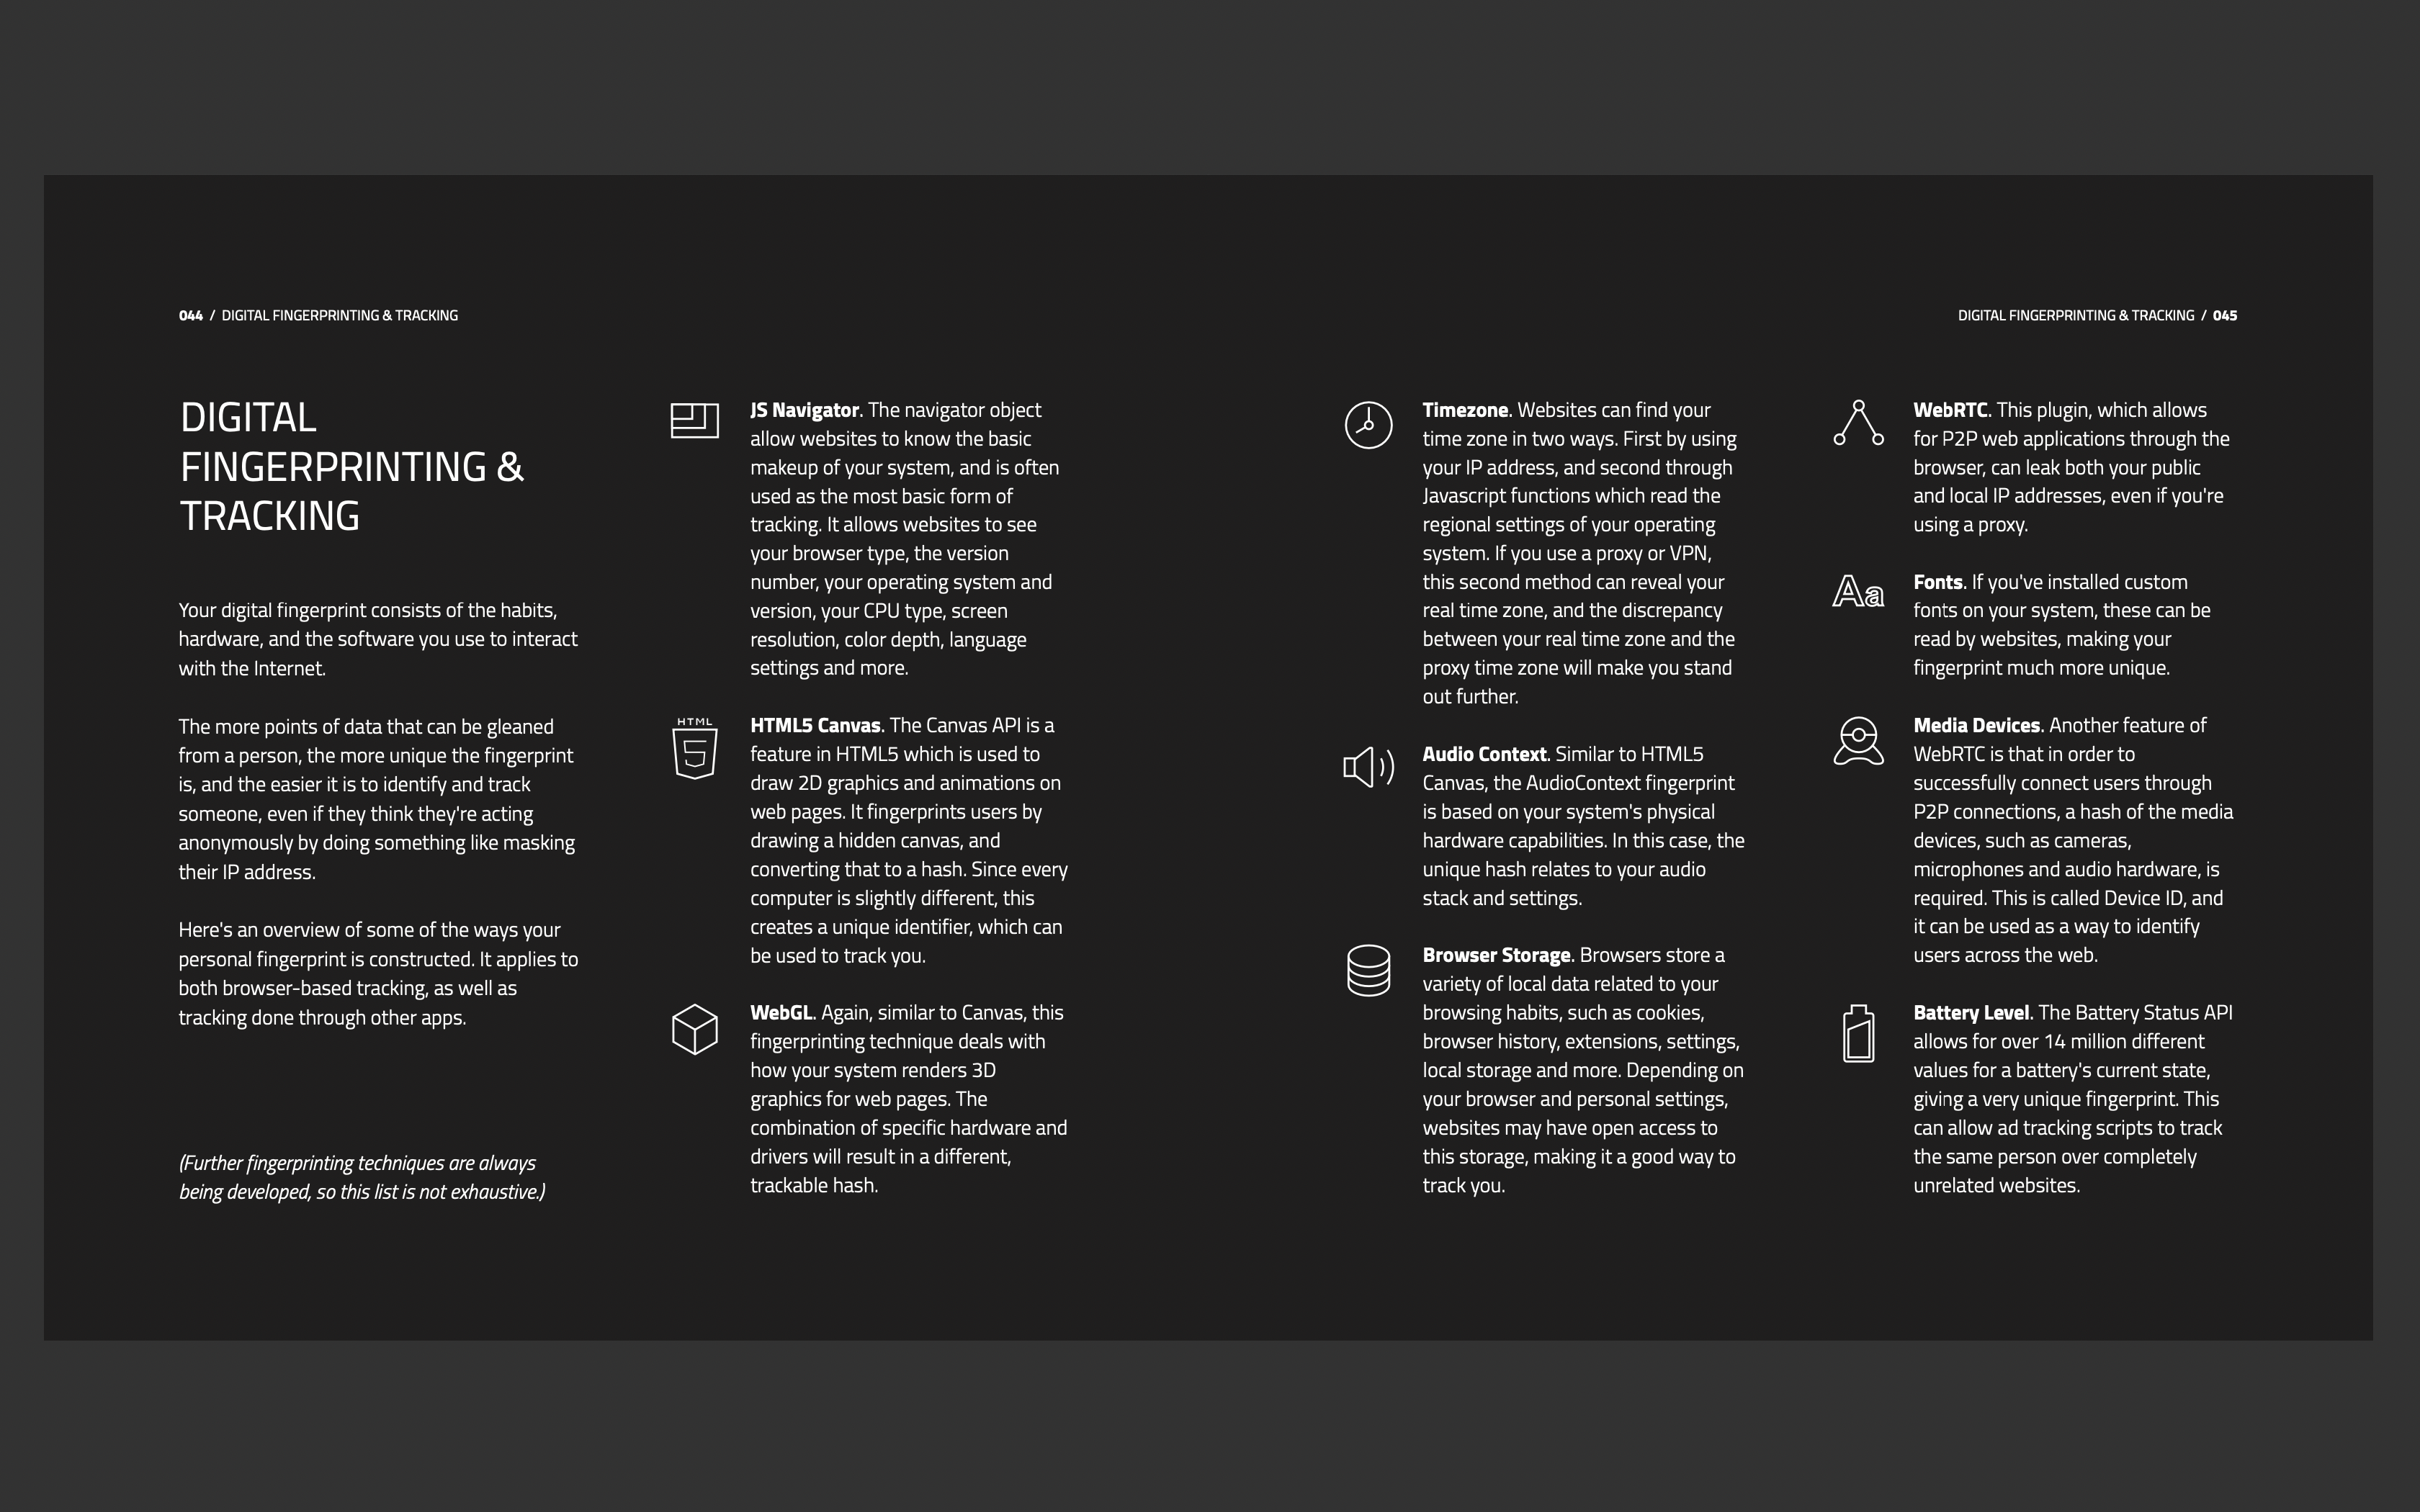 044 / DIGITAL FINGERPRINTING & TRACKING
DIGITAL FINGERPRINTING & TRACKING / 045
DIGITAL
FINGERPRINTING &
TRACKING
Your digital fingerprint consists of the habits,
hardware, and the software you use to interact
with the Internet.
The more points of data that can be gleaned
from a person, the more unique the fingerprint
is, and the easier it is to identify and track
someone, even if they think they're acting
anonymously by doing something like masking
their IP address.
Here's an overview of some of the ways your
personal fingerprint is constructed. It applies to
both browser-based tracking, as well as
tracking done through other apps.
(Further fingerprinting techniques are always
being developed, so this list is not exhaustive.)
JS Navigator. The navigator object
allow websites to know the basic
makeup of your system, and is often
used as the most basic form of
tracking. It allows websites to see
your browser type, the version
number, your operating system and
version, your CPU type, screen
resolution, color depth, language
settings and more.
HTML
5
HTML5 Canvas. The Canvas API is a
feature in HTML5 which is used to
draw 2D graphics and animations on
web pages. It fingerprints users by
drawing a hidden canvas, and
converting that to a hash. Since every
computer is slightly different, this
creates a unique identifier, which can
be used to track you.
WebGL. Again, similar to Canvas, this
fingerprinting technique deals with
how your system renders 3D
graphics for web pages. The
combination of specific hardware and
drivers will result in a different,
trackable hash.
Timezone. Websites can find your
time zone in two ways. First by using
your IP address, and second through
Javascript functions which read the
regional settings of your operating
system. If you use a proxy or VPN,
this second method can reveal your
real time zone, and the discrepancy
between your real time zone and the
proxy time zone will make you stand
out further.
Audio Context. Similar to HTML5
Canvas, the AudioContext fingerprint
is based on your system's physical
hardware capabilities. In this case, the
unique hash relates to your audio
stack and settings.
Browser Storage. Browsers store a
variety of local data related to your
browsing habits, such as cookies,
browser history, extensions, settings,
local storage and more. Depending on
your browser and personal settings,
websites may have open access to
this storage, making it a good way to
track you.
WebRTC. This plugin, which allows
for P2P web applications through the
browser, can leak both your public
and local IP addresses, even if you're
using a proxy.
Aa
Fonts. If you've installed custom
fonts on your system, these can be
read by websites, making your
fingerprint much more unique.
Media Devices. Another feature of
WebRTC is that in order to
successfully connect users through
P2P connections, a hash of the media
devices, such as cameras,
microphones and audio hardware, is
required. This is called Device ID, and
it can be used as a way to identify
users across the web.
Battery Level. The Battery Status API
allows for over 14 million different
values for a battery's current state,
giving a very unique fingerprint. This
can allow ad tracking scripts to track
the same person over completely
unrelated websites.